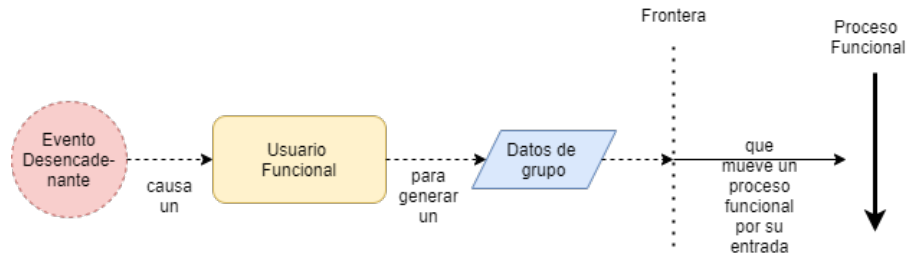 Evento
Desencade-
nante
causa
un
Usuario
Funcional
para
generar
un
Datos de
grupo
Frontera
que
mueve un
proceso
funcional
por su
entrada
Proceso
Funcional